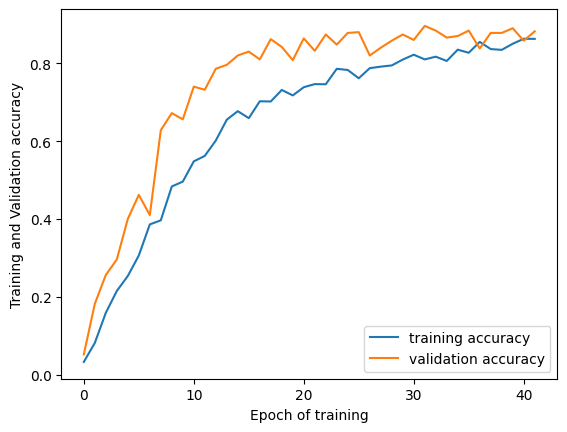 Training and Validation accuracy
0.8
0.6
0.4
0.2
0.0
0 10 20 30 40
Epoch of training
training accuracy
validation accuracy